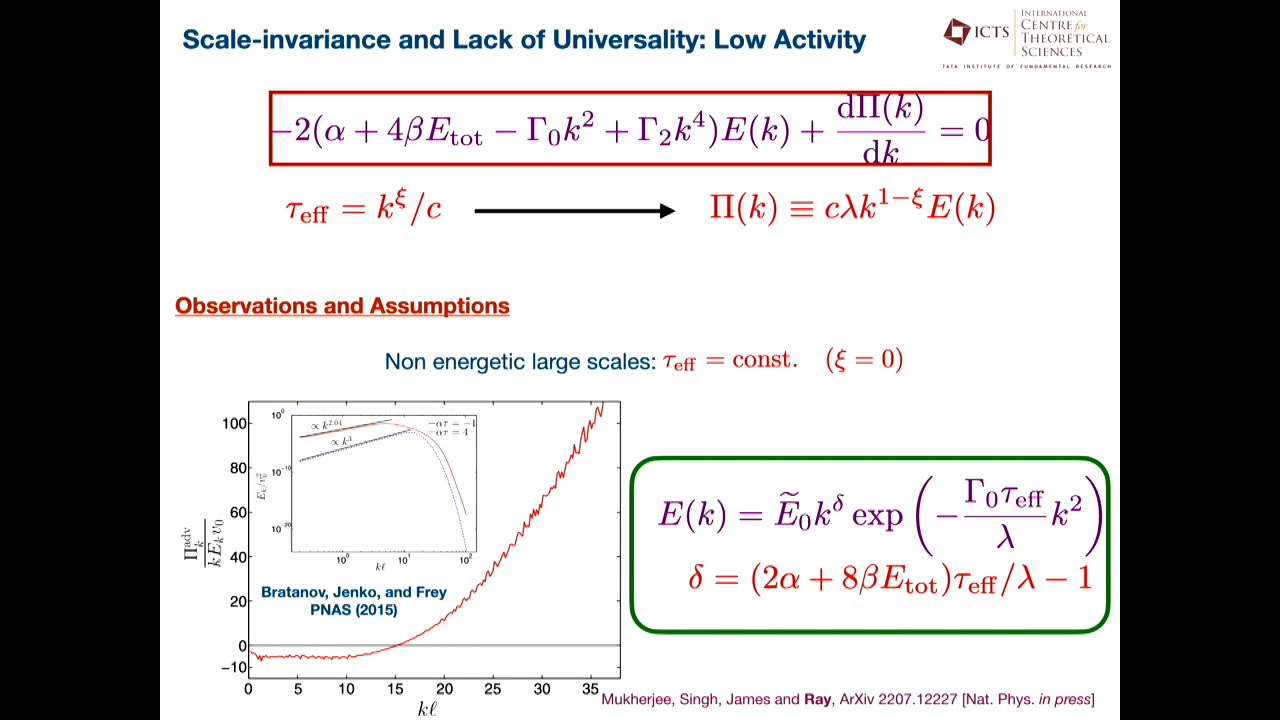 Scale-invariance and Lack of Universality: Low Activity
ICTS
INTERNATIONAL
CENTRE for
THEORETICAL
SCIENCES
TATA INSTITUTE OF FUNDAMENTAL RESEARCH
−2(α + 4βE_tot − Γ₀k² + Γ₂k⁴)E(k) + dΠ(k)/dk = 0
τ_eff = k^ξ/c
Π(k) ≡ cλk^{1−ξ}E(k)
Observations and Assumptions
Non energetic large scales: τ_eff = const. (ξ = 0)
Π_k^adv / kE_kv₀
100
80
60
40
20
0
−10
0 5 10 15 20 25 30 35
kℓ
10⁰
10⁻¹⁰
10⁻²⁰
E_k/v₀²
10⁰ 10¹ 10²
kℓ
∝ k^{2.04}
∝ k³
−ατ = −1
ατ = 4
Bratanov, Jenko, and Frey
PNAS (2015)
E(k) = Ẽ₀k^δ exp(−Γ₀τ_eff/λ k²)
δ = (2α + 8βE_tot)τ_eff/λ − 1
Mukherjee, Singh, James and Ray, ArXiv 2207.12227 [Nat. Phys. in press]